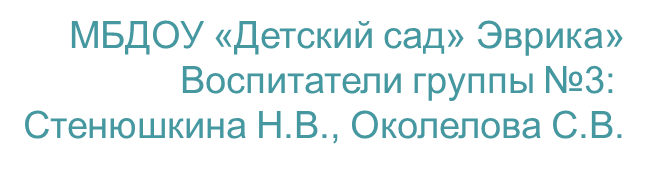 МБДОУ «Детский сад» Эврика»
Воспитатели группы №3:
Стенюшкина Н.В., Околелова С.В.